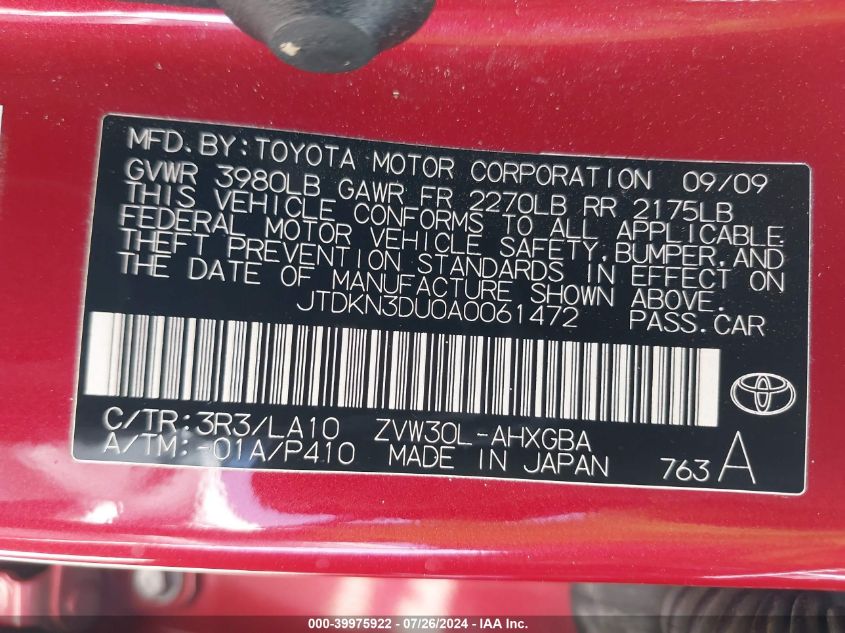 MFD. BY: TOYOTA MOTOR CORPORATION 09/09
GVWR 3980LB GAWR FR 2270LB RR 2175LB
THIS VEHICLE CONFORMS TO ALL APPLICABLE
FEDERAL MOTOR VEHICLE SAFETY, BUMPER, AND
THEFT PREVENTION STANDARDS IN EFFECT ON
THE DATE OF MANUFACTURE SHOWN ABOVE.
JTDKN3DU0A0061472 PASS. CAR
C/TR: 3R3/LA10 ZVW30L-AHXGBA
A/TM: -01A/P410 MADE IN JAPAN 763 A
000-39975922 - 07/26/2024 - IAA Inc.